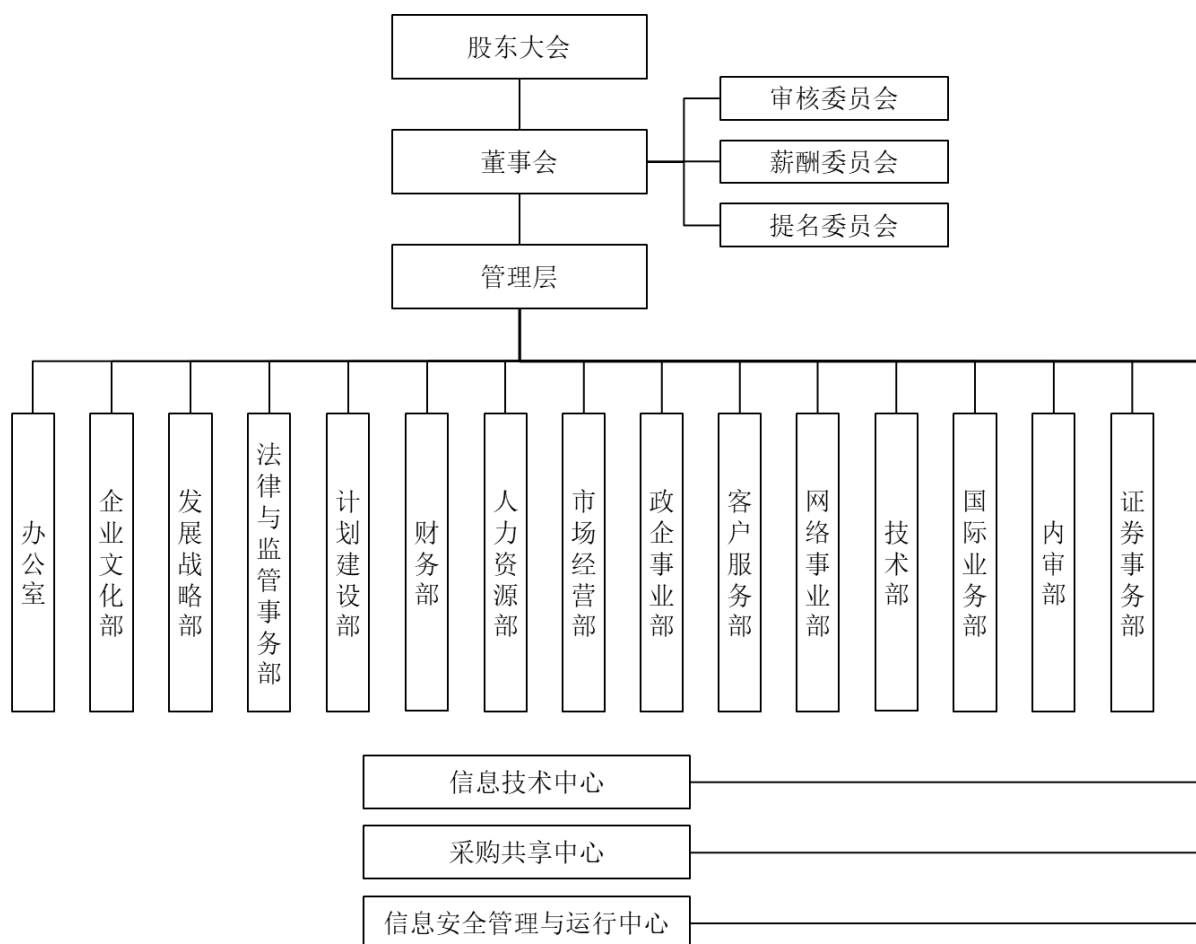 股东大会
审核委员会
董事会
薪酬委员会
提名委员会
管理层
办公室
企业文化部
发展战略部
法律与监管事务部
计划建设部
财务部
人力资源部
市场经营部
政企事业部
客户服务部
网络事业部
技术部
国际业务部
内审部
证券事务部
信息技术中心
采购共享中心
信息安全管理与运行中心